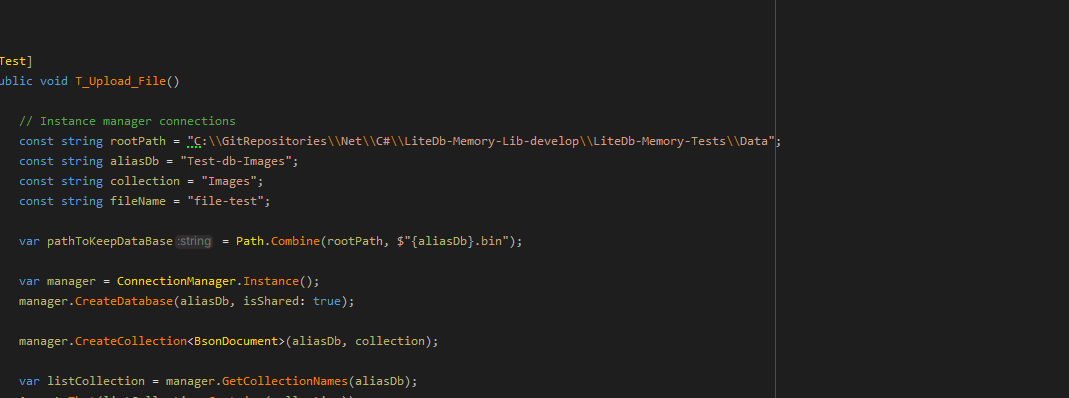 Test]
ublic void T_Upload_File()
// Instance manager connections
const string rootPath = "C:\\GitRepositories\\Net\\C#\\LiteDb-Memory-Lib-develop\\LiteDb-Memory-Tests\\Data";
const string aliasDb = "Test-db-Images";
const string collection = "Images";
const string fileName = "file-test";
var pathToKeepDataBase :string = Path.Combine(rootPath, $"{aliasDb}.bin");
var manager = ConnectionManager.Instance();
manager.CreateDatabase(aliasDb, isShared: true);
manager.CreateCollection<BsonDocument>(aliasDb, collection);
var listCollection = manager.GetCollectionNames(aliasDb);